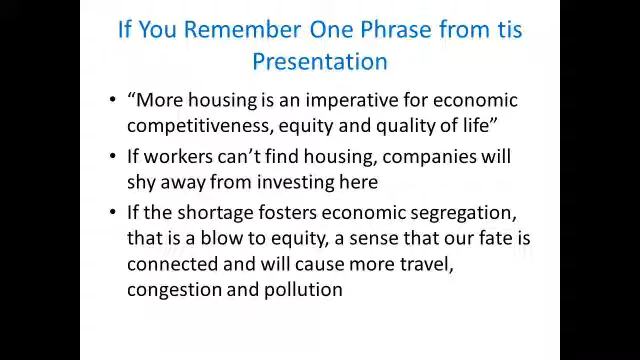 If You Remember One Phrase from tis
Presentation
• “More housing is an imperative for economic
competitiveness, equity and quality of life”
• If workers can’t find housing, companies will
shy away from investing here
• If the shortage fosters economic segregation,
that is a blow to equity, a sense that our fate is
connected and will cause more travel,
congestion and pollution